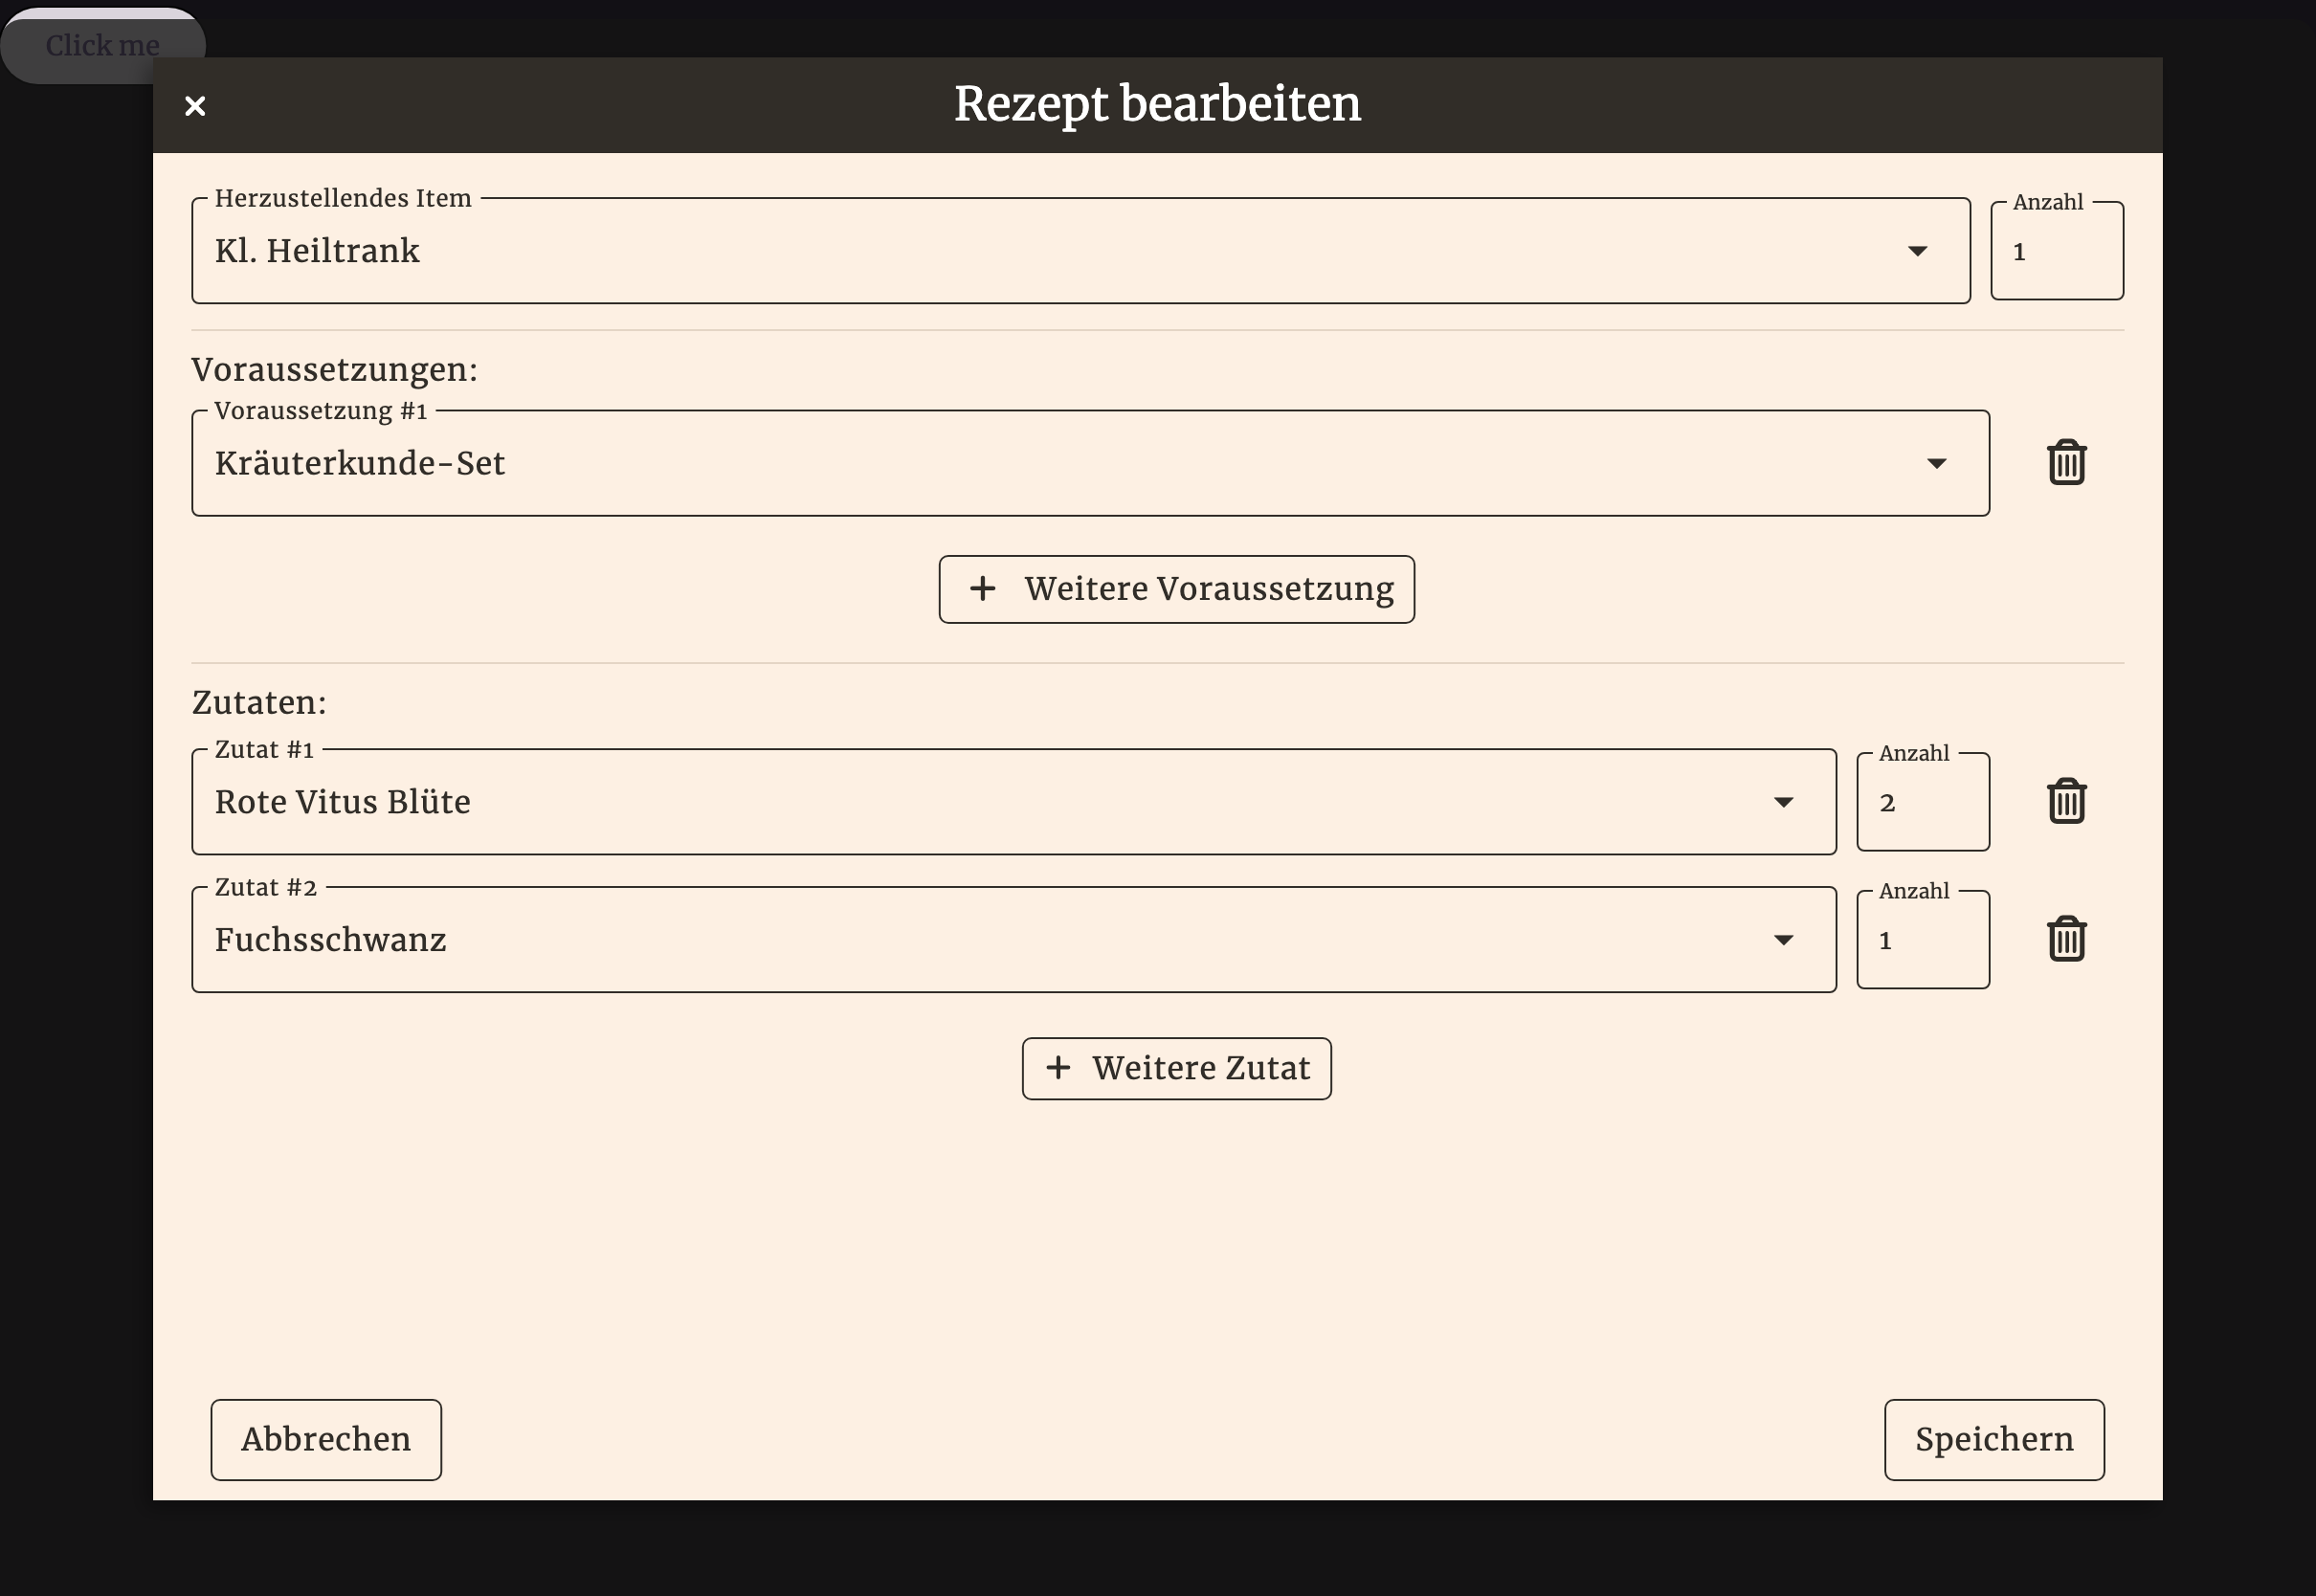 Click me
Rezept bearbeiten
Herzustellendes Item
Anzahl
Kl. Heiltrank
1
Voraussetzungen:
Voraussetzung #1
Kräuterkunde-Set
+ Weitere Voraussetzung
Zutaten:
Zutat #1
Anzahl
Rote Vitus Blüte
2
Zutat #2
Anzahl
Fuchsschwanz
1
+ Weitere Zutat
Abbrechen
Speichern